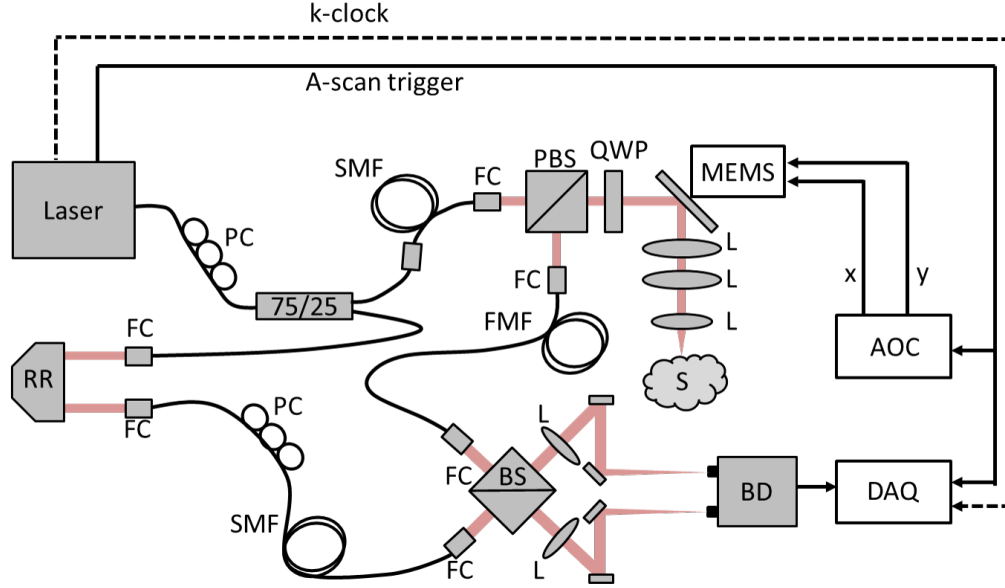 k-clock
A-scan trigger
SMF
FC
PBS
QWP
MEMS
Laser
PC
L
75/25
FC
L
x
y
FC
FMF
L
AOC
RR
S
FC
PC
L
FC
BS
BD
DAQ
SMF
FC
L